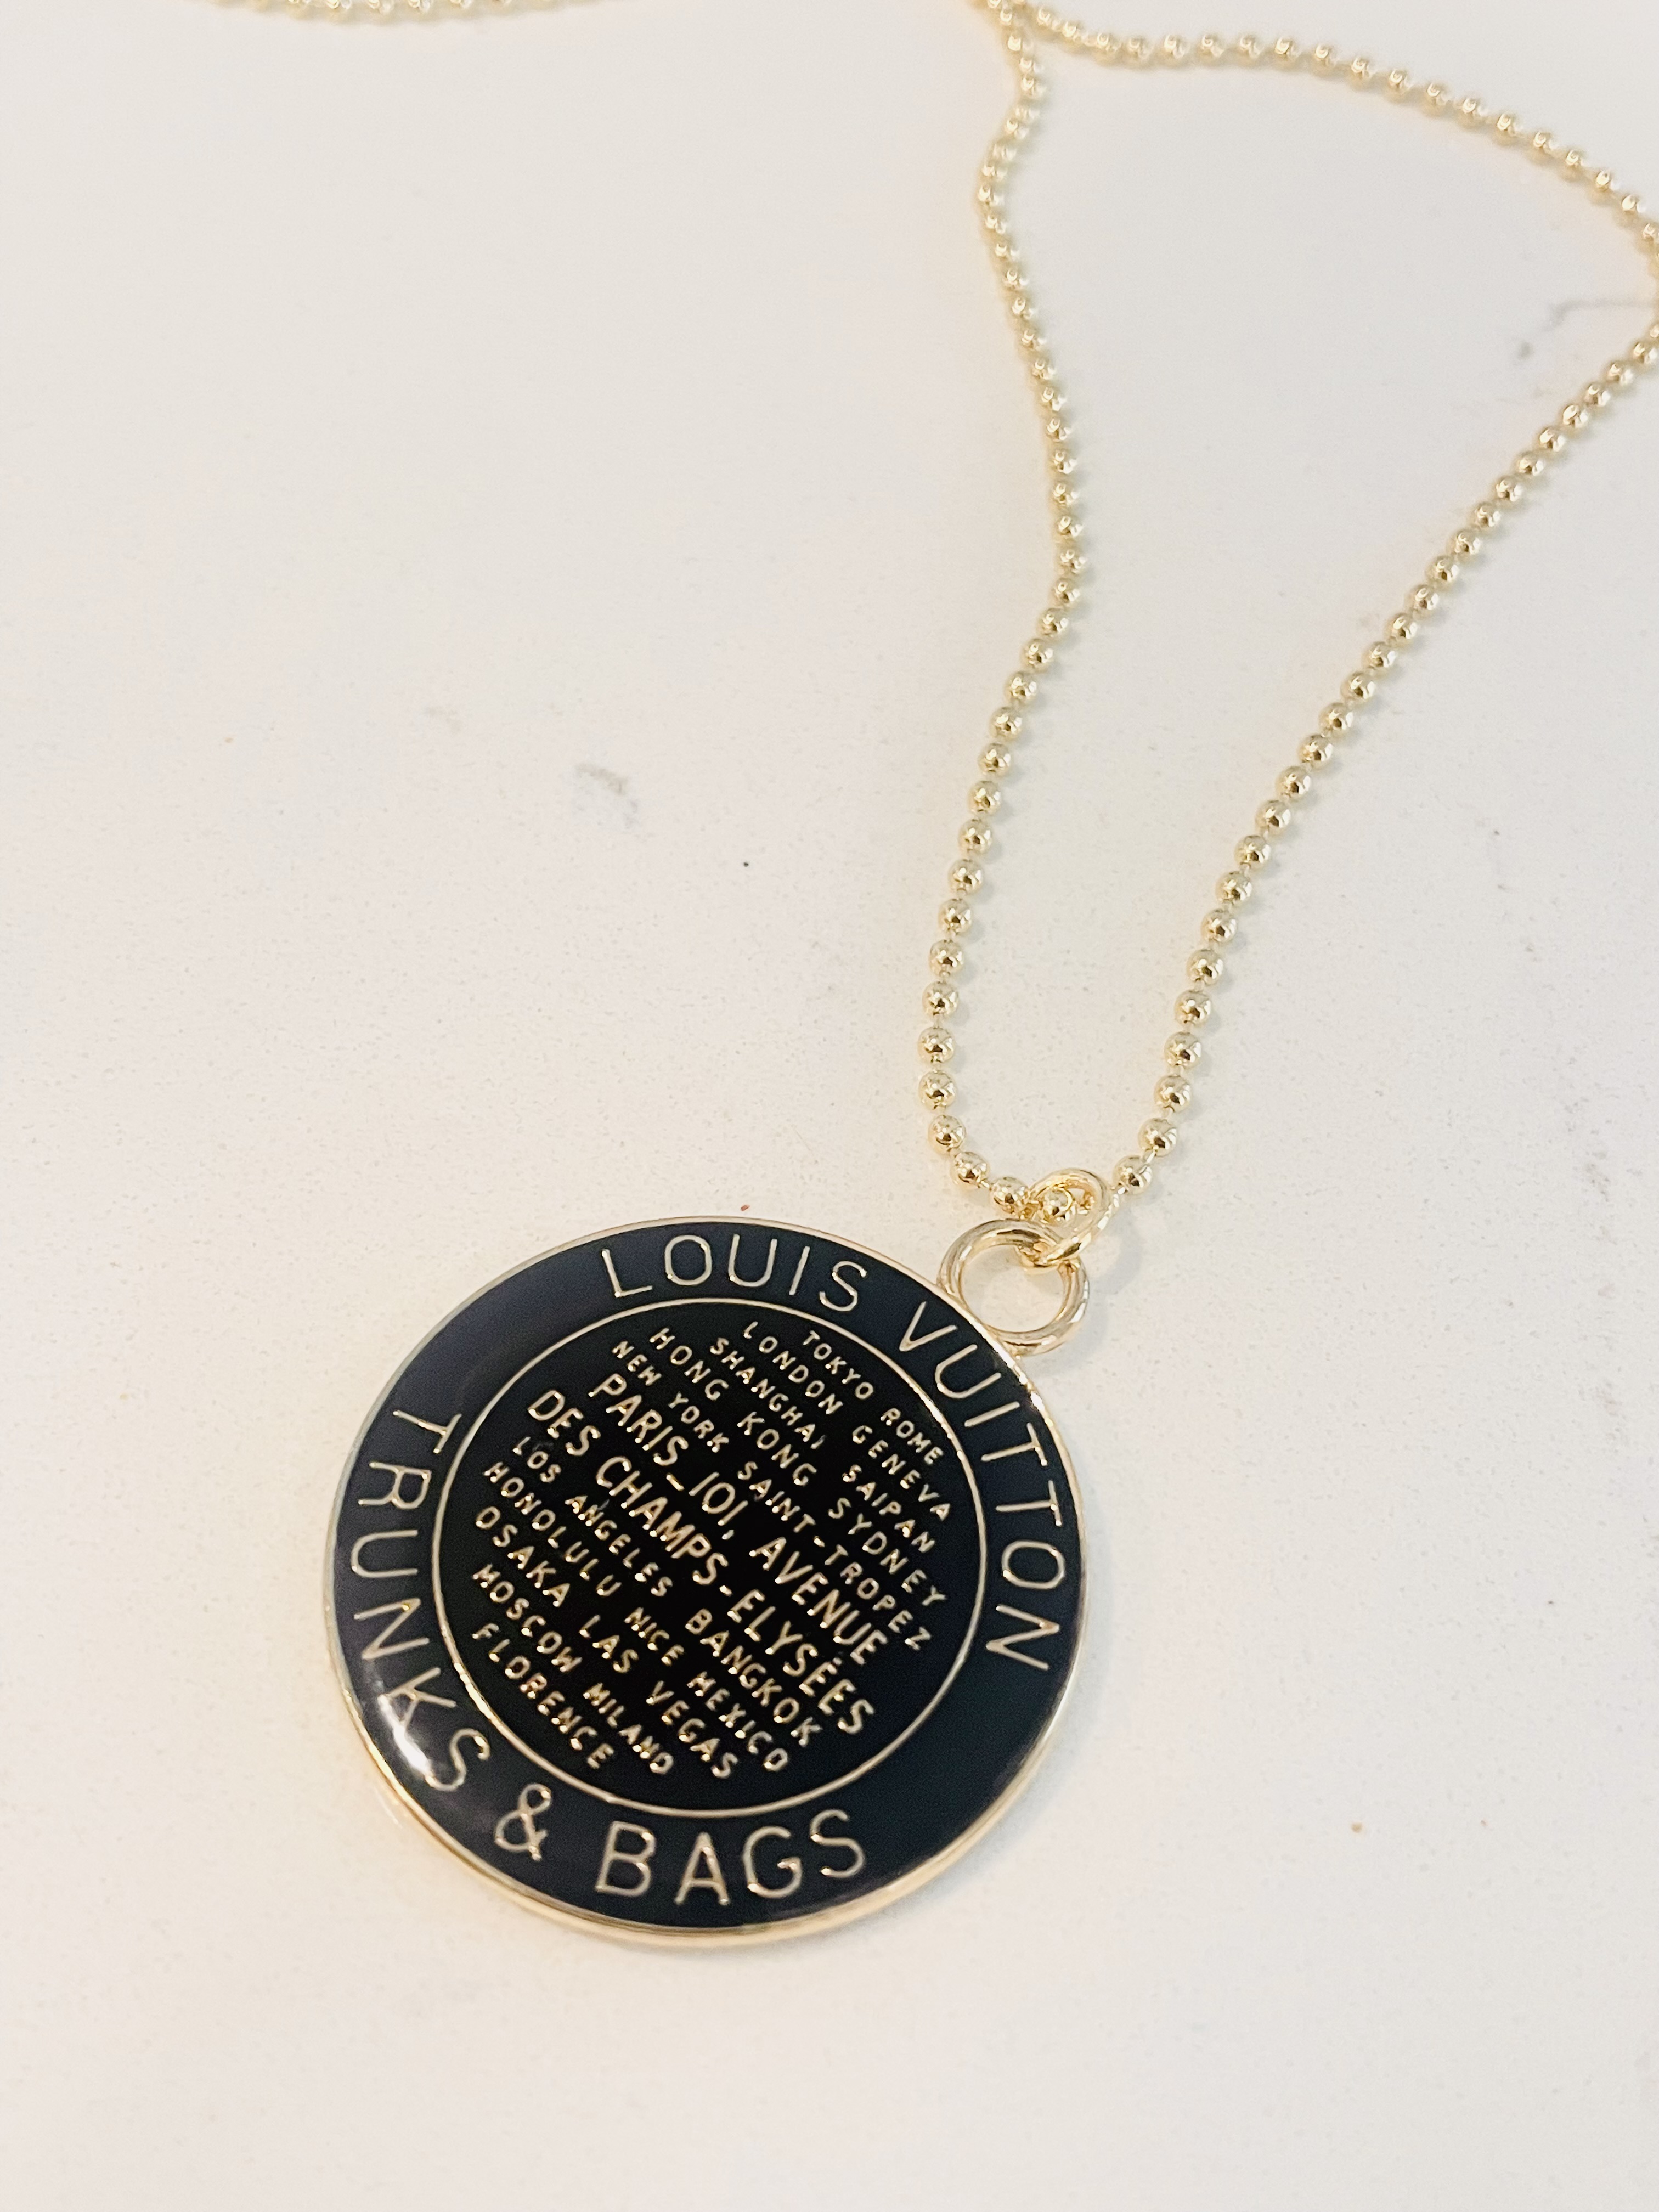 LOUIS VUITTON
TOKYO ROME
LONDON GENEVA
SHANGHAI SAIPAN
HONG KONG SYDNEY
NEW YORK SAINT-TROPEZ
PARIS_101, AVENUE
DES CHAMPS-ELYSÉES
LOS ANGELES BANGKOK
HONOLULU NICE MEXICO
OSAKA LAS VEGAS
MOSCOW MILANO
FLORENCE
TRUNKS & BAGS